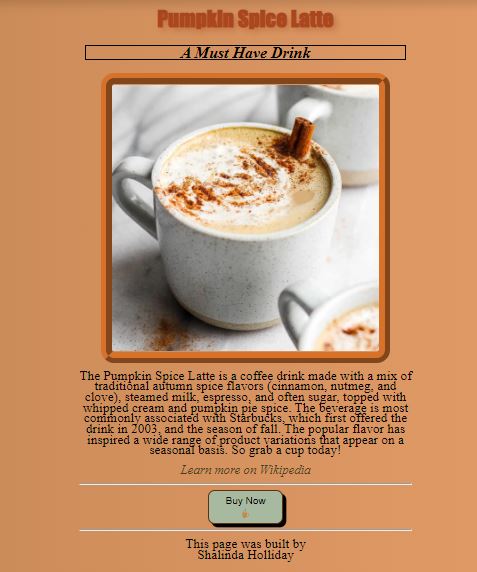 Pumpkin Spice Latte
A Must Have Drink
The Pumpkin Spice Latte is a coffee drink made with a mix of
traditional autumn spice flavors (cinnamon, nutmeg, and
clove), steamed milk, espresso, and often sugar, topped with
whipped cream and pumpkin pie spice. The beverage is most
commonly associated with Starbucks, which first offered the
drink in 2003, and the season of fall. The popular flavor has
inspired a wide range of product variations that appear on a
seasonal basis. So grab a cup today!
Learn more on Wikipedia
Buy Now
This page was built by
Shalinda Holliday